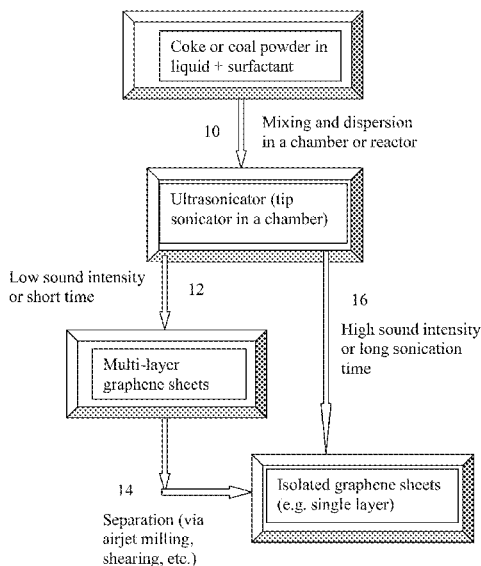 Coke or coal powder in
liquid + surfactant
10
Mixing and dispersion
in a chamber or reactor
Ultrasonicator (tip
sonicator in a chamber)
Low sound intensity
or short time
12
16
High sound intensity
or long sonication
time
Multi-layer
graphene sheets
14
Separation (via
airjet milling,
shearing, etc.)
Isolated graphene sheets
(e.g. single layer)